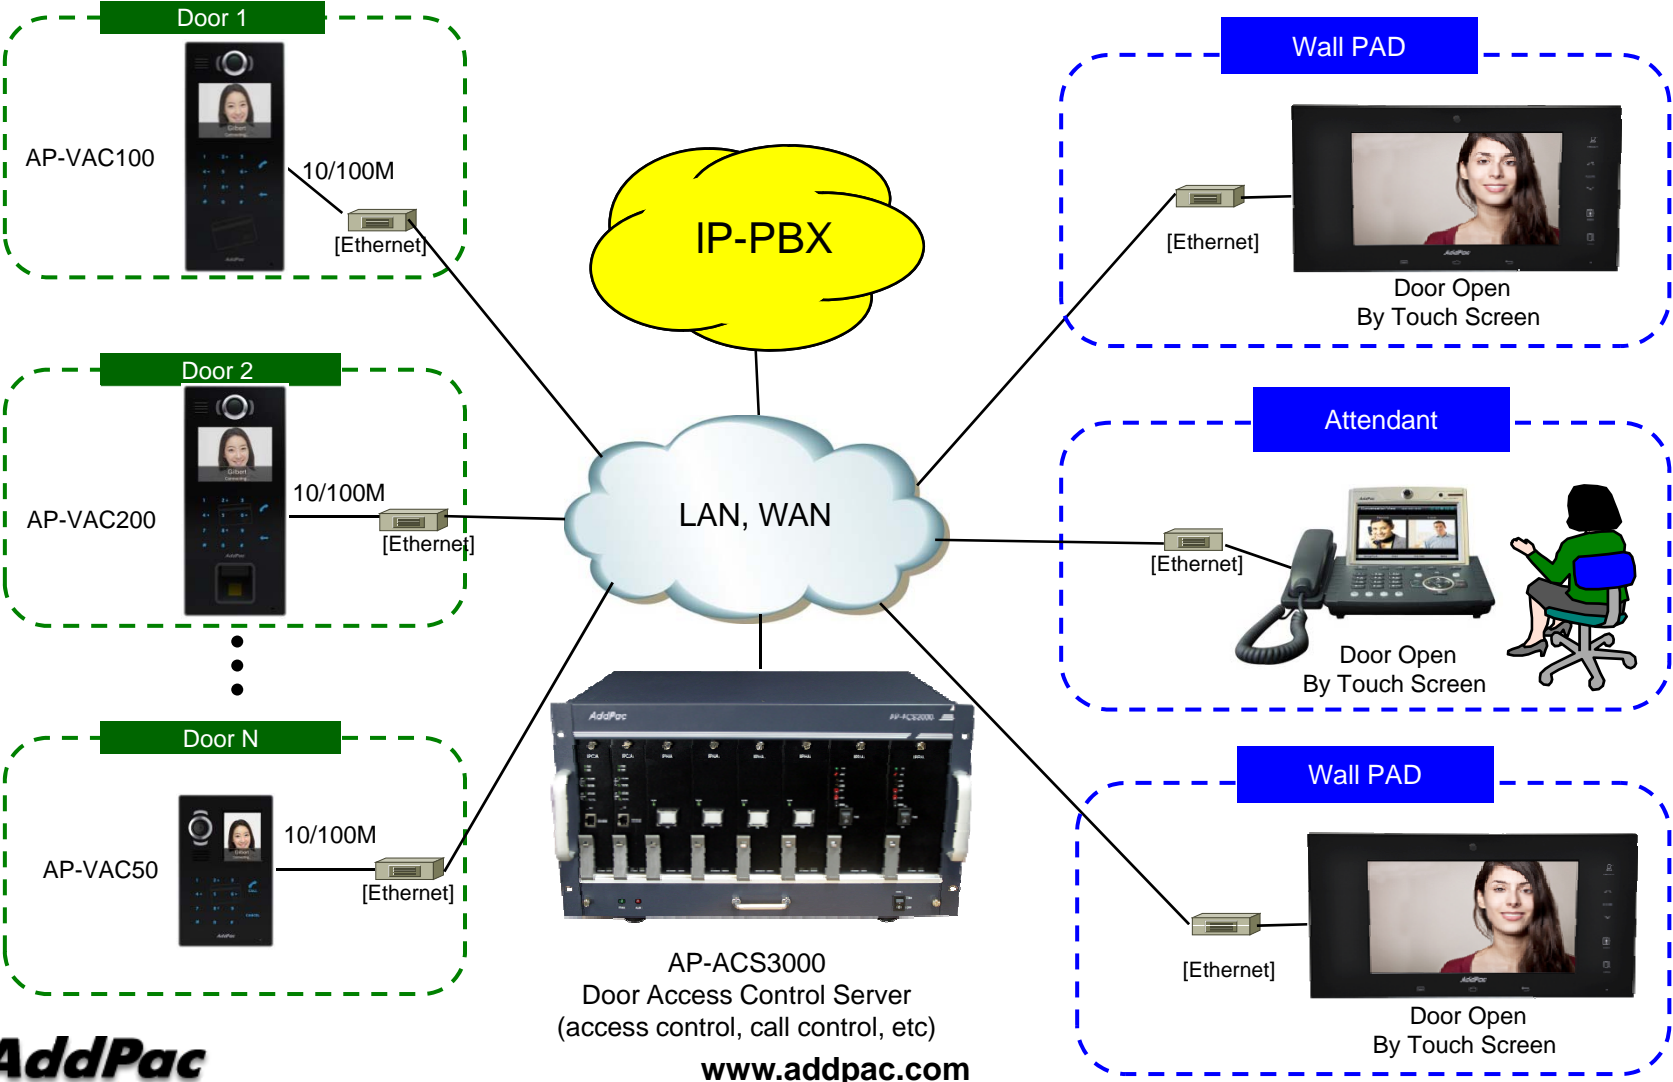 Door 1
AP-VAC100
10/100M
[Ethernet]
Door 2
AP-VAC200
10/100M
[Ethernet]
Door N
AP-VAC50
10/100M
[Ethernet]
IP-PBX
LAN, WAN
AddPac
AP-ACS3000
Door Access Control Server
(access control, call control, etc)
Wall PAD
[Ethernet]
AddPac
Door Open
By Touch Screen
Attendant
[Ethernet]
Door Open
By Touch Screen
Wall PAD
[Ethernet]
AddPac
Door Open
By Touch Screen
AddPac
www.addpac.com